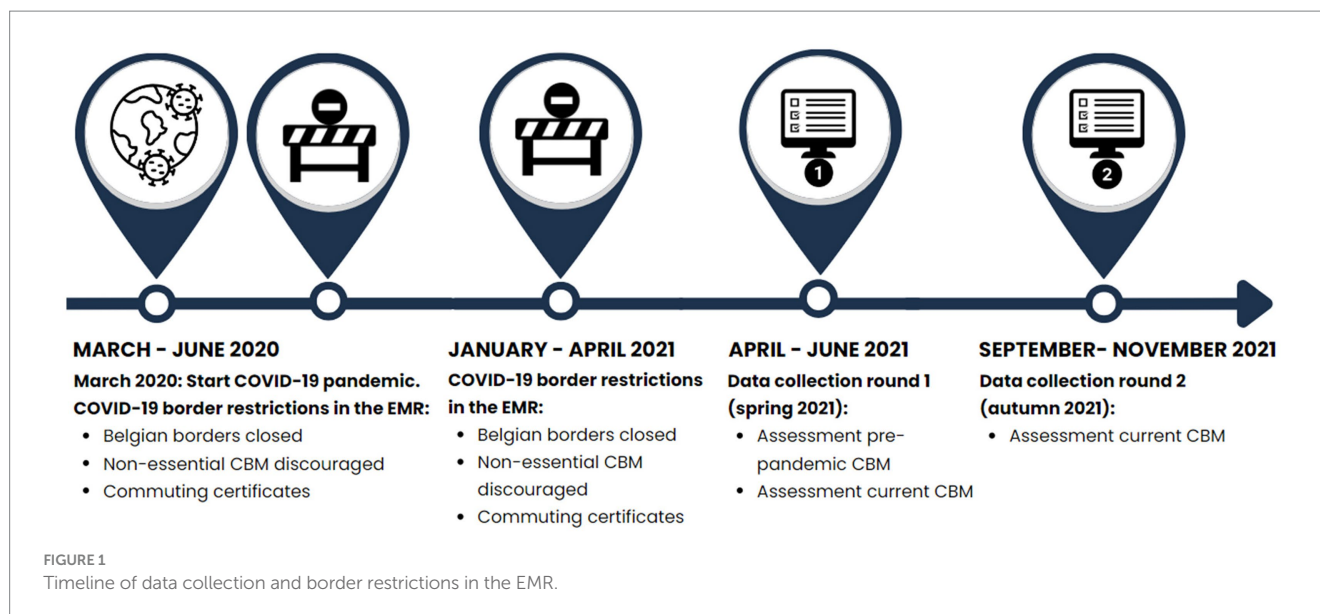 1
2
MARCH - JUNE 2020
March 2020: Start COVID-19 pandemic.
COVID-19 border restrictions in the EMR:
• Belgian borders closed
• Non-essential CBM discouraged
• Commuting certificates
JANUARY - APRIL 2021
COVID-19 border restrictions
in the EMR:
• Belgian borders closed
• Non-essential CBM
discouraged
• Commuting certificates
APRIL - JUNE 2021
Data collection round 1
(spring 2021):
• Assessment pre-
pandemic CBM
• Assessment current CBM
SEPTEMBER- NOVEMBER 2021
Data collection round 2
(autumn 2021):
• Assessment current CBM
FIGURE 1
Timeline of data collection and border restrictions in the EMR.